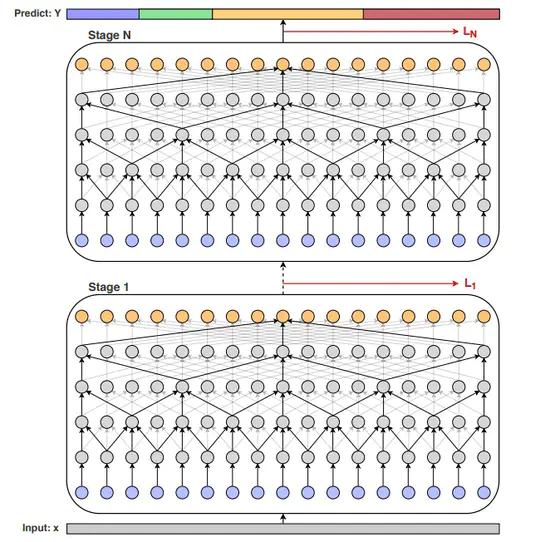 Predict: Y
Stage N
L_N
Stage 1
L_1
Input: x